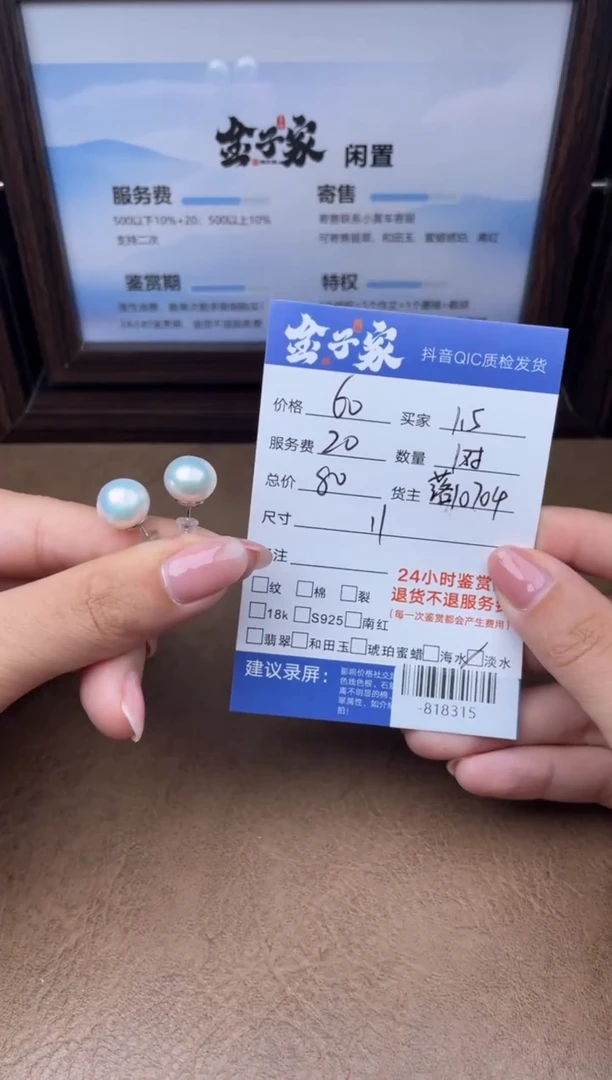 金子家 闲置
服务费 寄售
500以下10%+20；500以上10%
支持二次
鉴赏期 特权
金子家 抖音QIC质检发货
价格 60 买家 1.5
服务费 20 数量 1对
总价 80 货主 落10704
尺寸 11
注
24小时鉴赏
退货不退服务费
(每一次鉴赏都会产生费用)
纹 棉 裂
18k S925 南红
翡翠 和田玉 琥珀蜜蜡 海水 淡水
建议录屏：
-818315